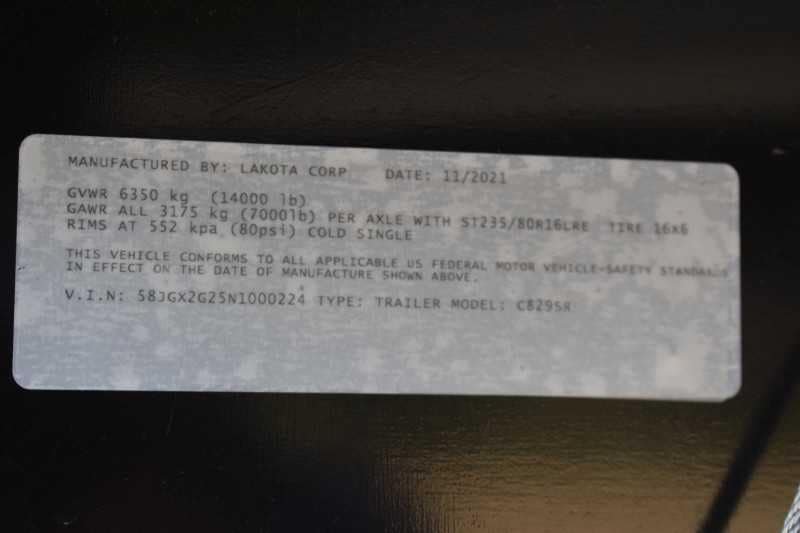 MANUFACTURED BY: LAKOTA CORP DATE: 11/2021
GVWR 6350 kg (14000 lb)
GAWR ALL 3175 kg (7000lb) PER AXLE WITH ST235/80R16LRE TIRE 16x6
RIMS AT 552 kpa (80psi) COLD SINGLE
THIS VEHICLE CONFORMS TO ALL APPLICABLE US FEDERAL MOTOR VEHICLE-SAFETY STANDARDS
IN EFFECT ON THE DATE OF MANUFACTURE SHOWN ABOVE.
V.I.N: 58JGX2G25N1000224 TYPE: TRAILER MODEL: C829SR